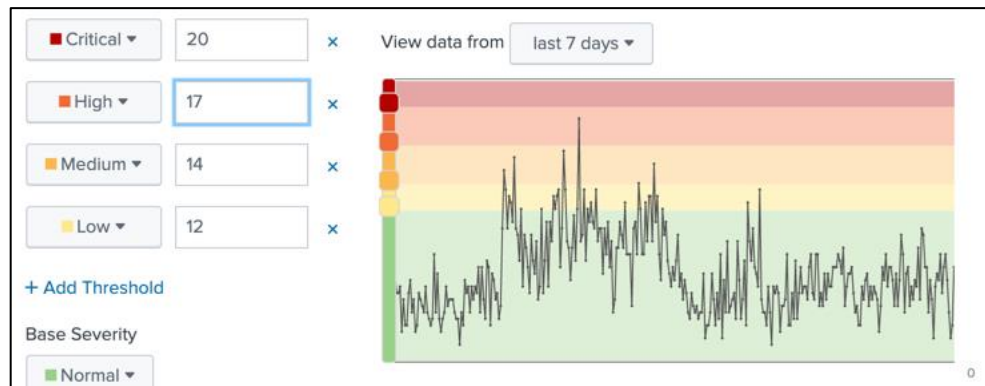 Critical 20 × View data from last 7 days
High 17 ×
Medium 14 ×
Low 12 ×
+ Add Threshold
Base Severity
Normal
0